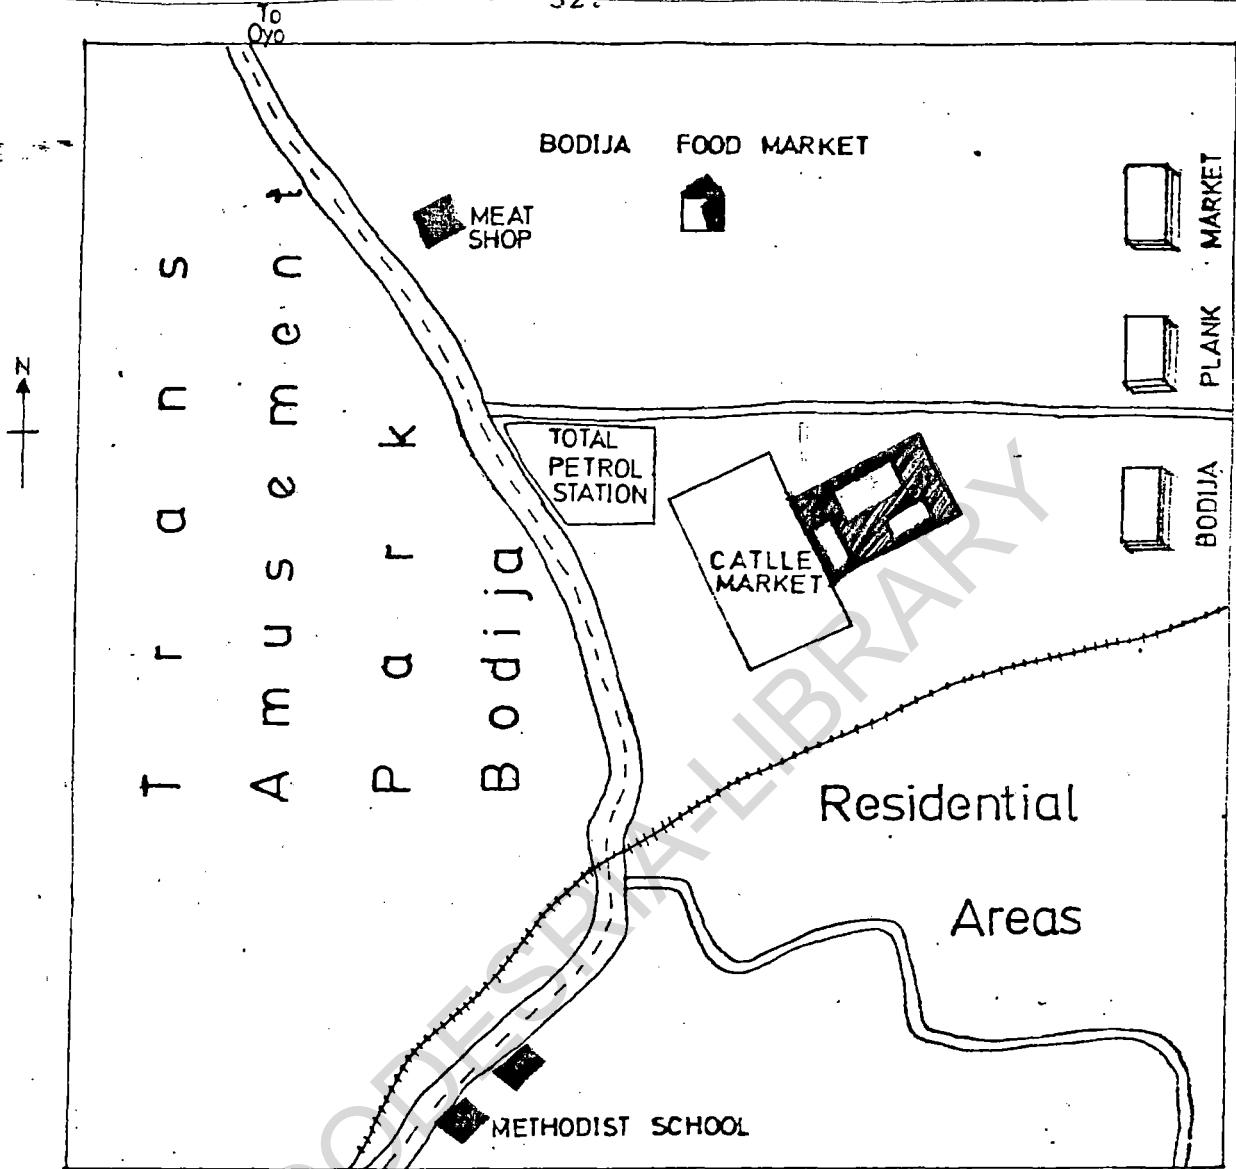 To
Oyo
BODIJA FOOD MARKET
MEAT
SHOP
BODIJA PLANK MARKET
Trans
Amusement
Park
Bodija
N
TOTAL
PETROL
STATION
CATLLE
MARKET
Residential
Areas
METHODIST SCHOOL
ODESRIA-LIBRARY